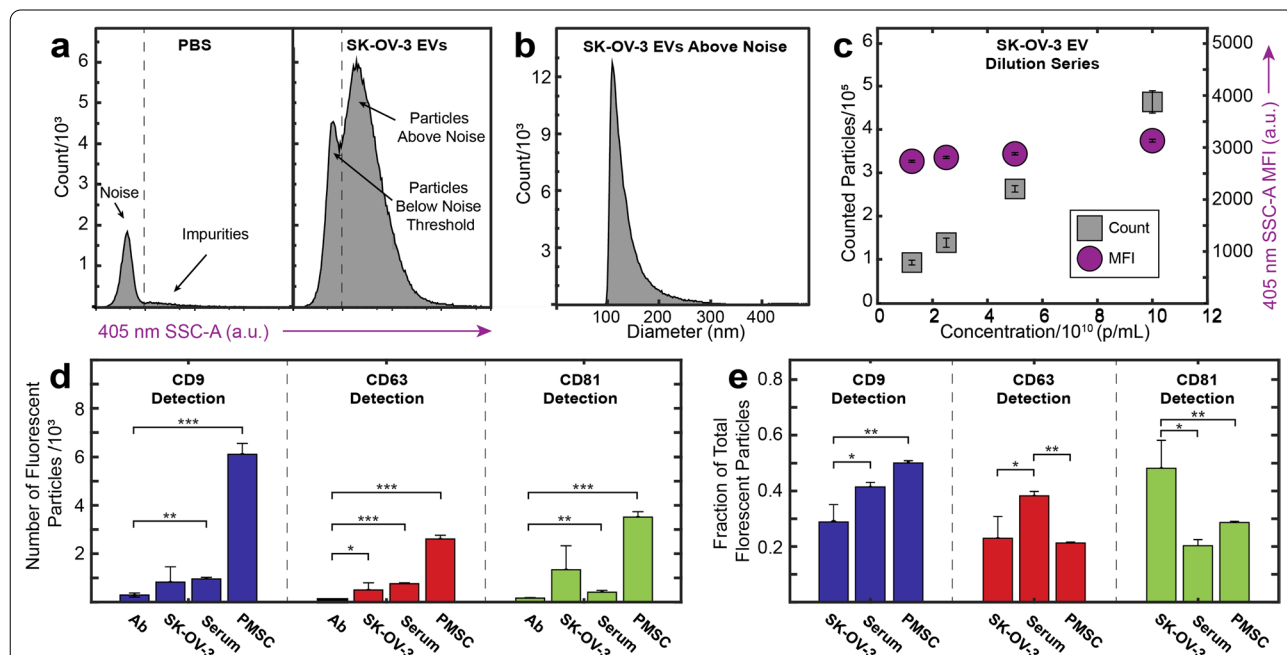 a
PBS
SK-OV-3 EVs
Count/10³
6
5
4
3
2
1
Noise
Impurities
Particles
Above Noise
Particles
Below Noise
Threshold
405 nm SSC-A (a.u.)
b
SK-OV-3 EVs Above Noise
Count/10³
12
9
6
3
100
200
300
400
Diameter (nm)
c
SK-OV-3 EV
Dilution Series
Counted Particles/10⁵
6
5
4
3
2
1
0
0 2 4 6 8 10 12
Concentration/10¹⁰ (p/mL)
5000
4000
3000
2000
1000
0
405 nm SSC-A MFI (a.u.)
Count
MFI
d
CD9
Detection
CD63
Detection
CD81
Detection
Number of Fluorescent
Particles /10³
8
6
4
2
***
**
***
***
*
***
**
Ab SK-OV-3 Serum PMSC
Ab SK-OV-3 Serum PMSC
Ab SK-OV-3 Serum PMSC
e
CD9
Detection
CD63
Detection
CD81
Detection
Fraction of Total
Florescent Particles
0.8
0.6
0.4
0.2
**
*
*
**
**
*
SK-OV-3 Serum PMSC
SK-OV-3 Serum PMSC
SK-OV-3 Serum PMSC